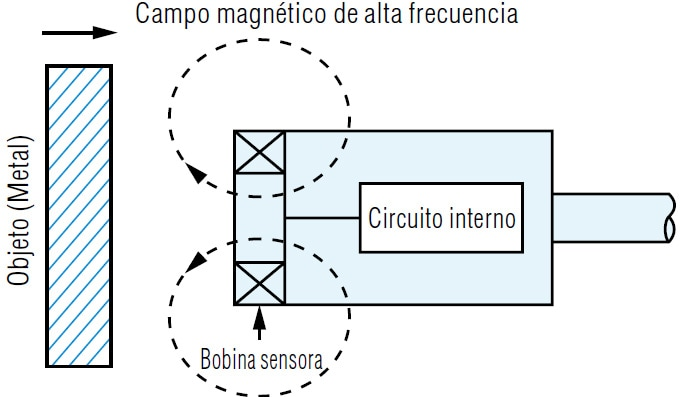 Campo magnético de alta frecuencia
Objeto (Metal)
Circuito interno
Bobina sensora